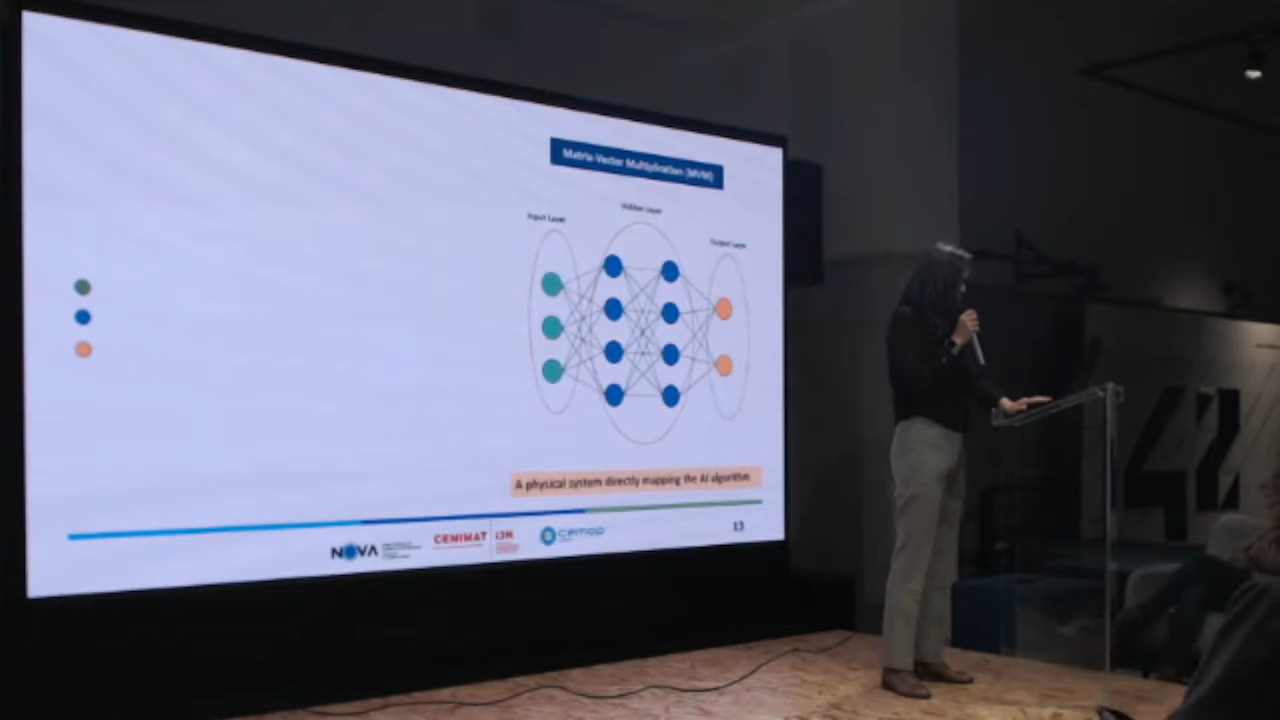 Matrix-Vector Multiplication (MVM)
Hidden Layer
Input Layer
Output Layer
A physical system directly mapping the AI algorithm
13
NOVA
CENIMAT i3N
cemop
42